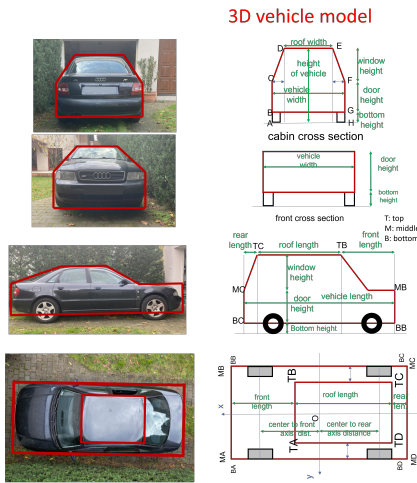 3D vehicle model
D
roof width
E
height
of vehicle
window
height
C
F
vehicle
width
door
height
B
G
bottom
height
A
H
cabin cross section
vehicle
width
door
height
bottom
height
front cross section
T: top
M: middle
B: bottom
rear
length
TC
roof length
TB
front
length
window
height
MC
MB
door
height
vehicle length
BC
Bottom height
BB
MB
BB
BC
MC
TB
TC
roof length
front
length
rear
length
x
O
center to front
axis dist.
center to rear
axis distance
TA
TD
MA
BA
y
BD
MD